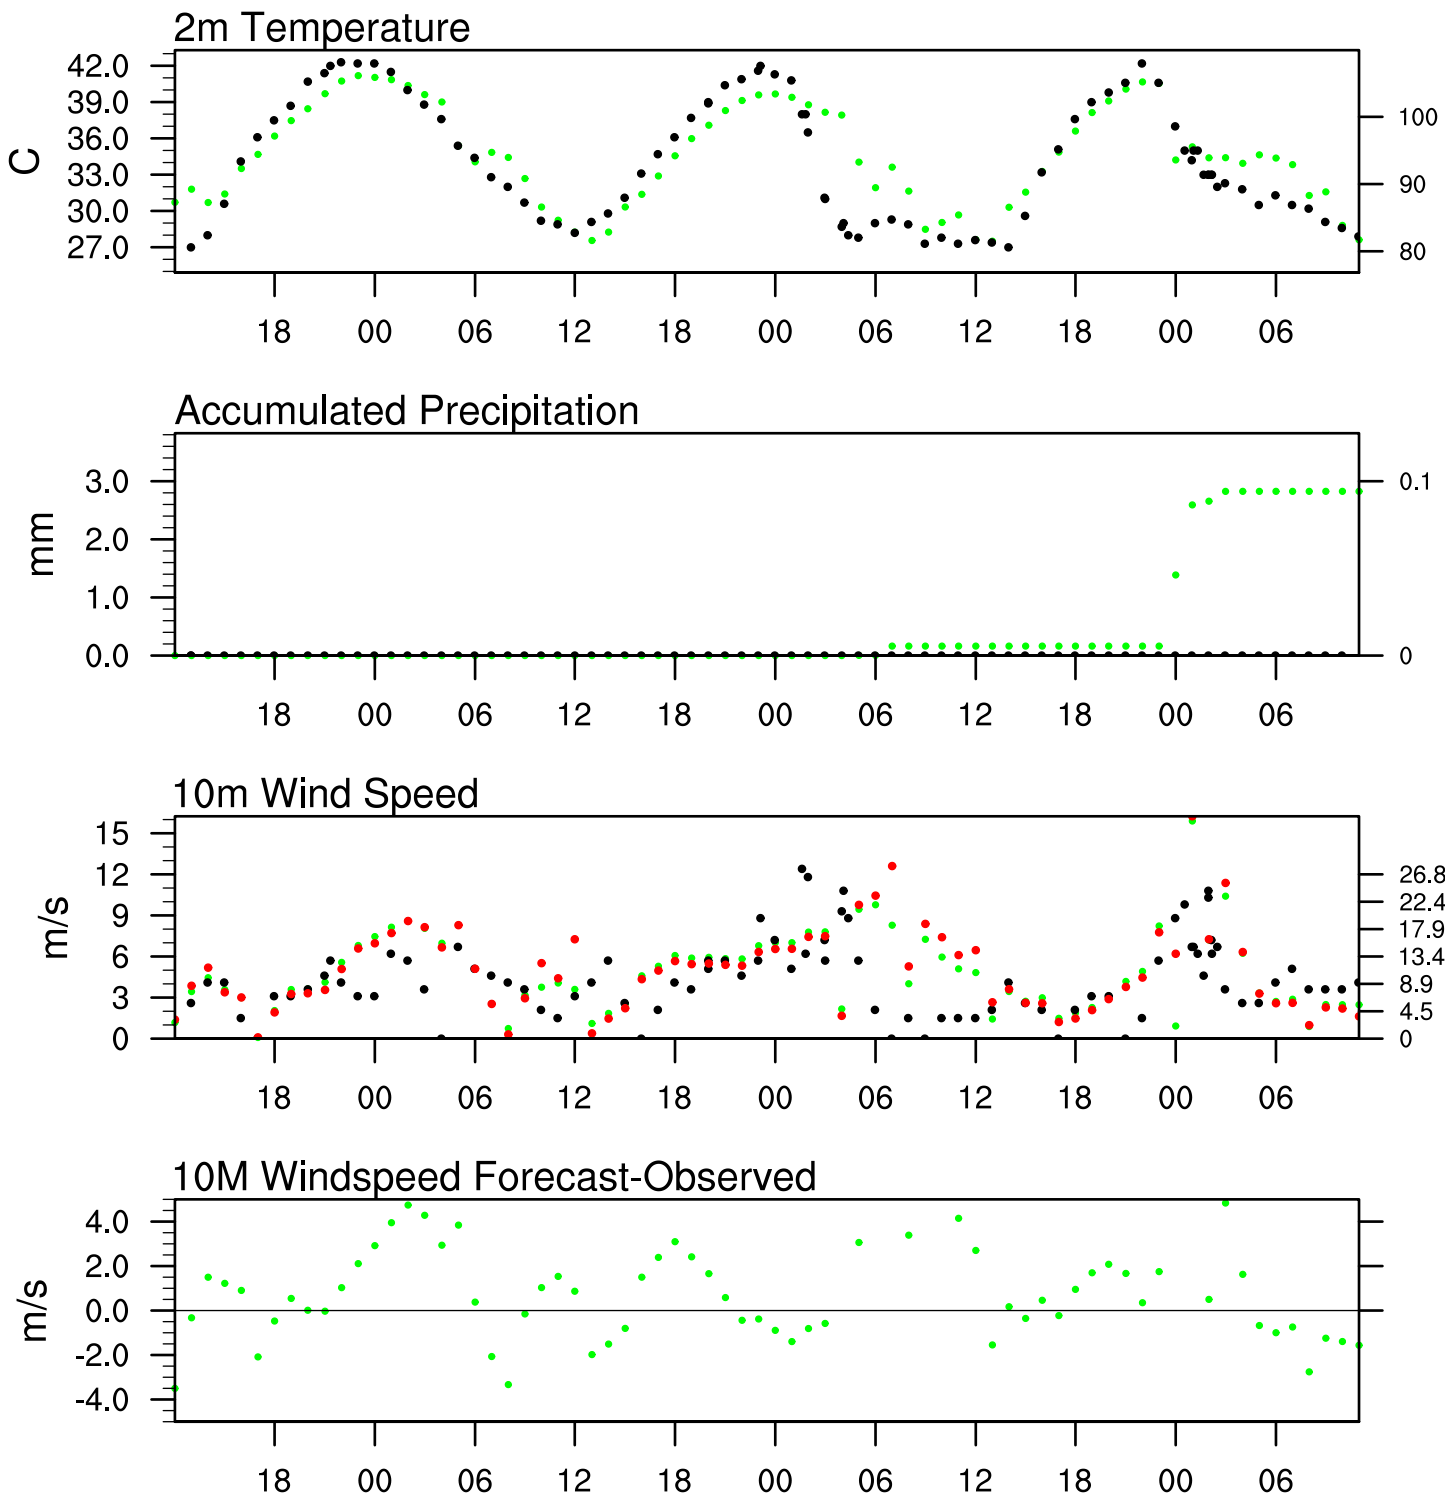 2m Temperature
42.0
39.0
36.0
33.0
30.0
27.0
C
100
90
80
18 00 06 12 18 00 06 12 18 00 06
Accumulated Precipitation
3.0
2.0
1.0
0.0
mm
0.1
0
18 00 06 12 18 00 06 12 18 00 06
10m Wind Speed
15
12
9
6
3
0
m/s
26.8
22.4
17.9
13.4
8.9
4.5
0
18 00 06 12 18 00 06 12 18 00 06
10M Windspeed Forecast-Observed
4.0
2.0
0.0
-2.0
-4.0
m/s
18 00 06 12 18 00 06 12 18 00 06